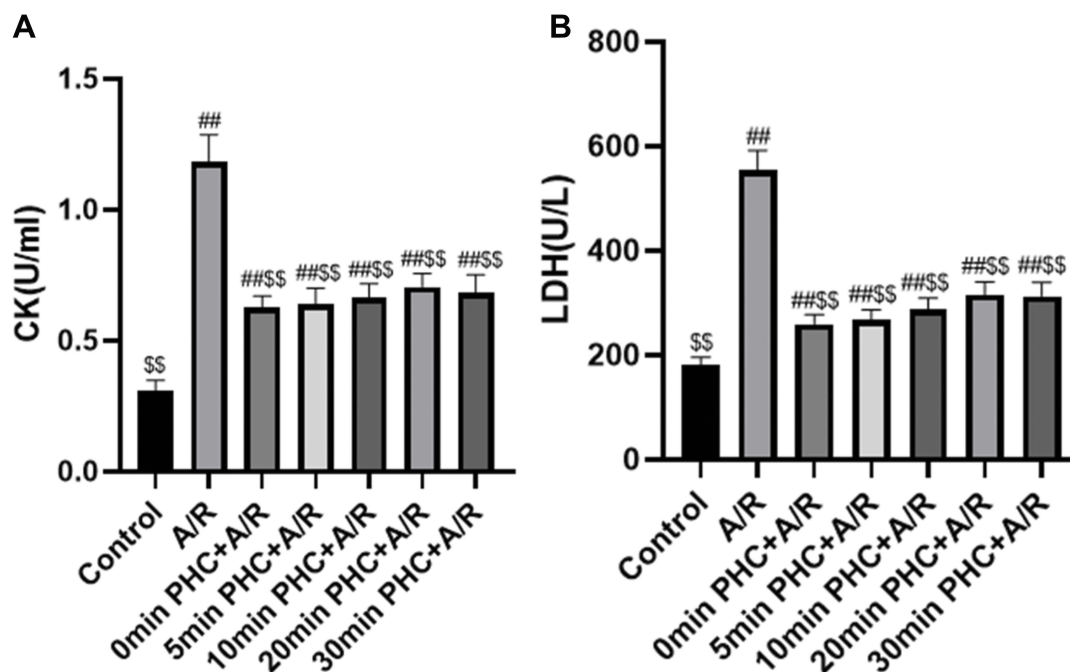 A
CK(U/ml)
1.5
1.0
0.5
0.0
##
$$
##$$
##$$
##$$
##$$
##$$
Control
A/R
0min PHC+A/R
5min PHC+A/R
10min PHC+A/R
20min PHC+A/R
30min PHC+A/R
B
LDH(U/L)
800
600
400
200
0
##
$$
##$$
##$$
##$$
##$$
##$$
Control
A/R
0min PHC+A/R
5min PHC+A/R
10min PHC+A/R
20min PHC+A/R
30min PHC+A/R